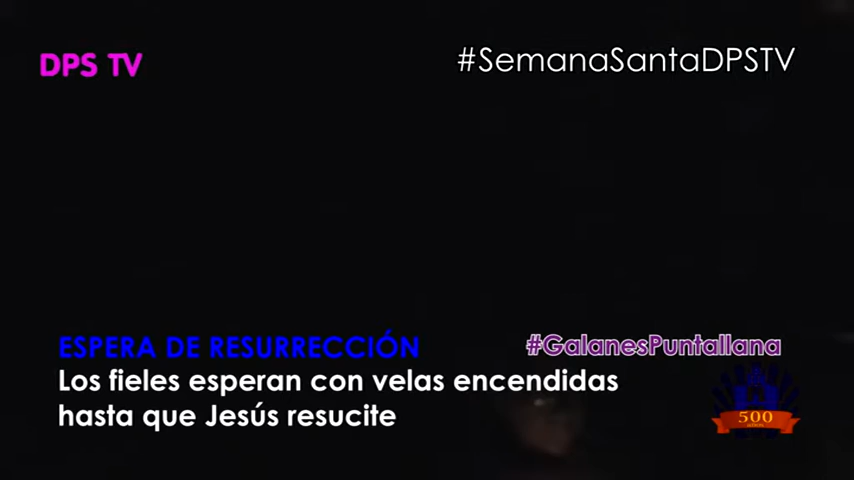 DPS TV
#SemanaSantaDPSTV
ESPERA DE RESURRECCIÓN
#GalanesPuntallana
Los fieles esperan con velas encendidas
hasta que Jesús resucite
500